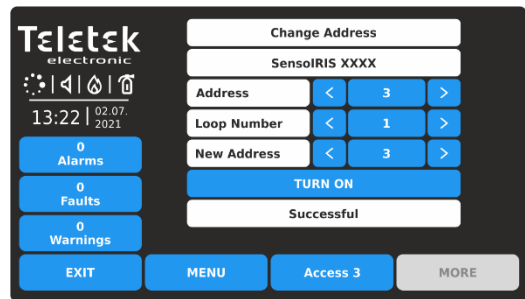 Teletek
electronic
13:22 02.07.
2021
0
Alarms
0
Faults
0
Warnings
Change Address
SensoIRIS XXXX
Address < 3 >
Loop Number < 1 >
New Address < 3 >
TURN ON
Successful
EXIT MENU Access 3 MORE